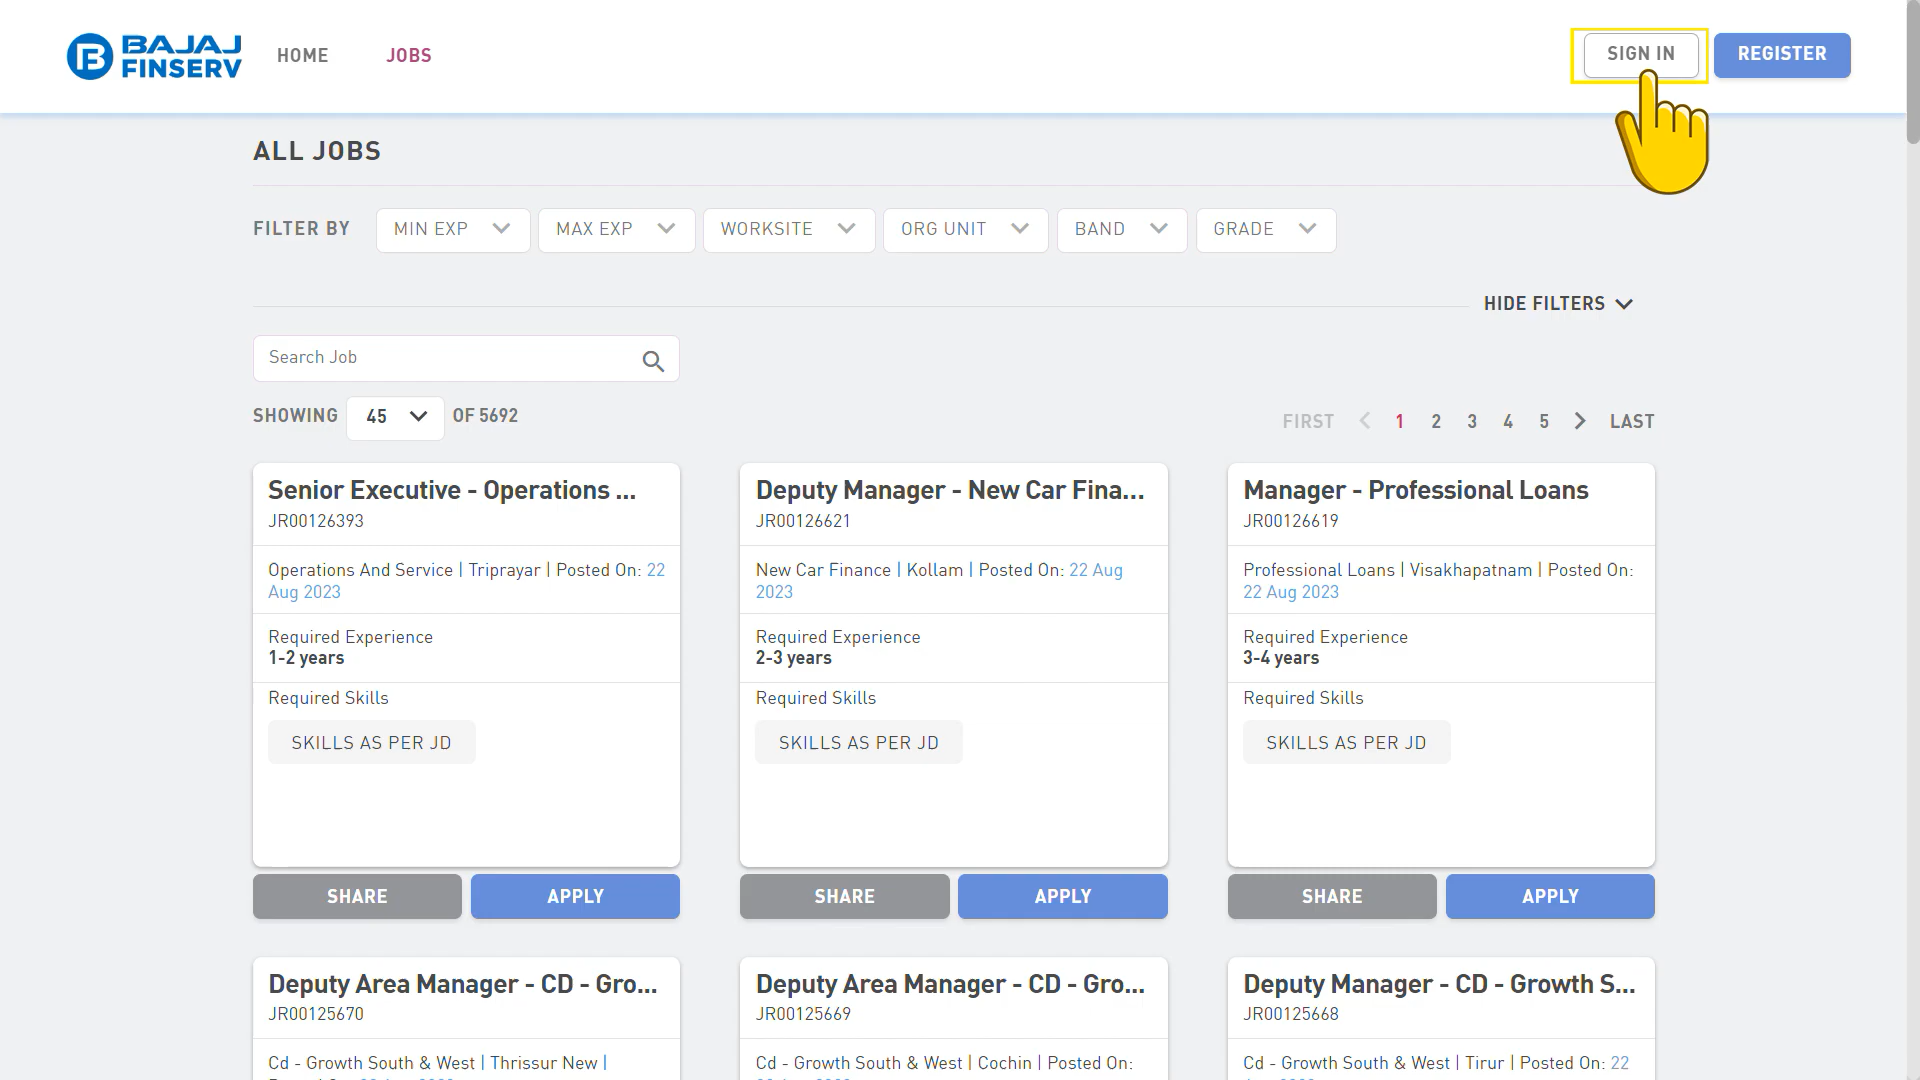 BAJAJ
FINSERV
HOME
JOBS
SIGN IN
REGISTER
ALL JOBS
FILTER BY
MIN EXP
MAX EXP
WORKSITE
ORG UNIT
BAND
GRADE
HIDE FILTERS
Search Job
SHOWING 45 OF 5692
FIRST 1 2 3 4 5 LAST
Senior Executive - Operations ...
JR00126393
Operations And Service | Triprayar | Posted On: 22
Aug 2023
Required Experience
1-2 years
Required Skills
SKILLS AS PER JD
SHARE
APPLY
Deputy Manager - New Car Fina...
JR00126621
New Car Finance | Kollam | Posted On: 22 Aug
2023
Required Experience
2-3 years
Required Skills
SKILLS AS PER JD
SHARE
APPLY
Manager - Professional Loans
JR00126619
Professional Loans | Visakhapatnam | Posted On:
22 Aug 2023
Required Experience
3-4 years
Required Skills
SKILLS AS PER JD
SHARE
APPLY
Deputy Area Manager - CD - Gro...
JR00125670
Cd - Growth South & West | Thrissur New |
Deputy Area Manager - CD - Gro...
JR00125669
Cd - Growth South & West | Cochin | Posted On:
Deputy Manager - CD - Growth S...
JR00125668
Cd - Growth South & West | Tirur | Posted On: 22